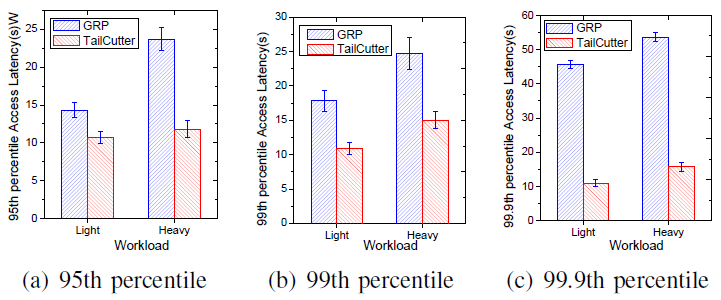 95th percentile Access Latency(s)W
25
20
15
10
5
0
GRP
TailCutter
Light
Heavy
Workload
(a) 95th percentile
99th percentile Access Latency(s)
30
25
20
15
10
5
0
GRP
TailCutter
Light
Heavy
Workload
(b) 99th percentile
99.9th percentile Access Latency(s)
60
50
40
30
20
10
0
GRP
TailCutter
Light
Heavy
Workload
(c) 99.9th percentile